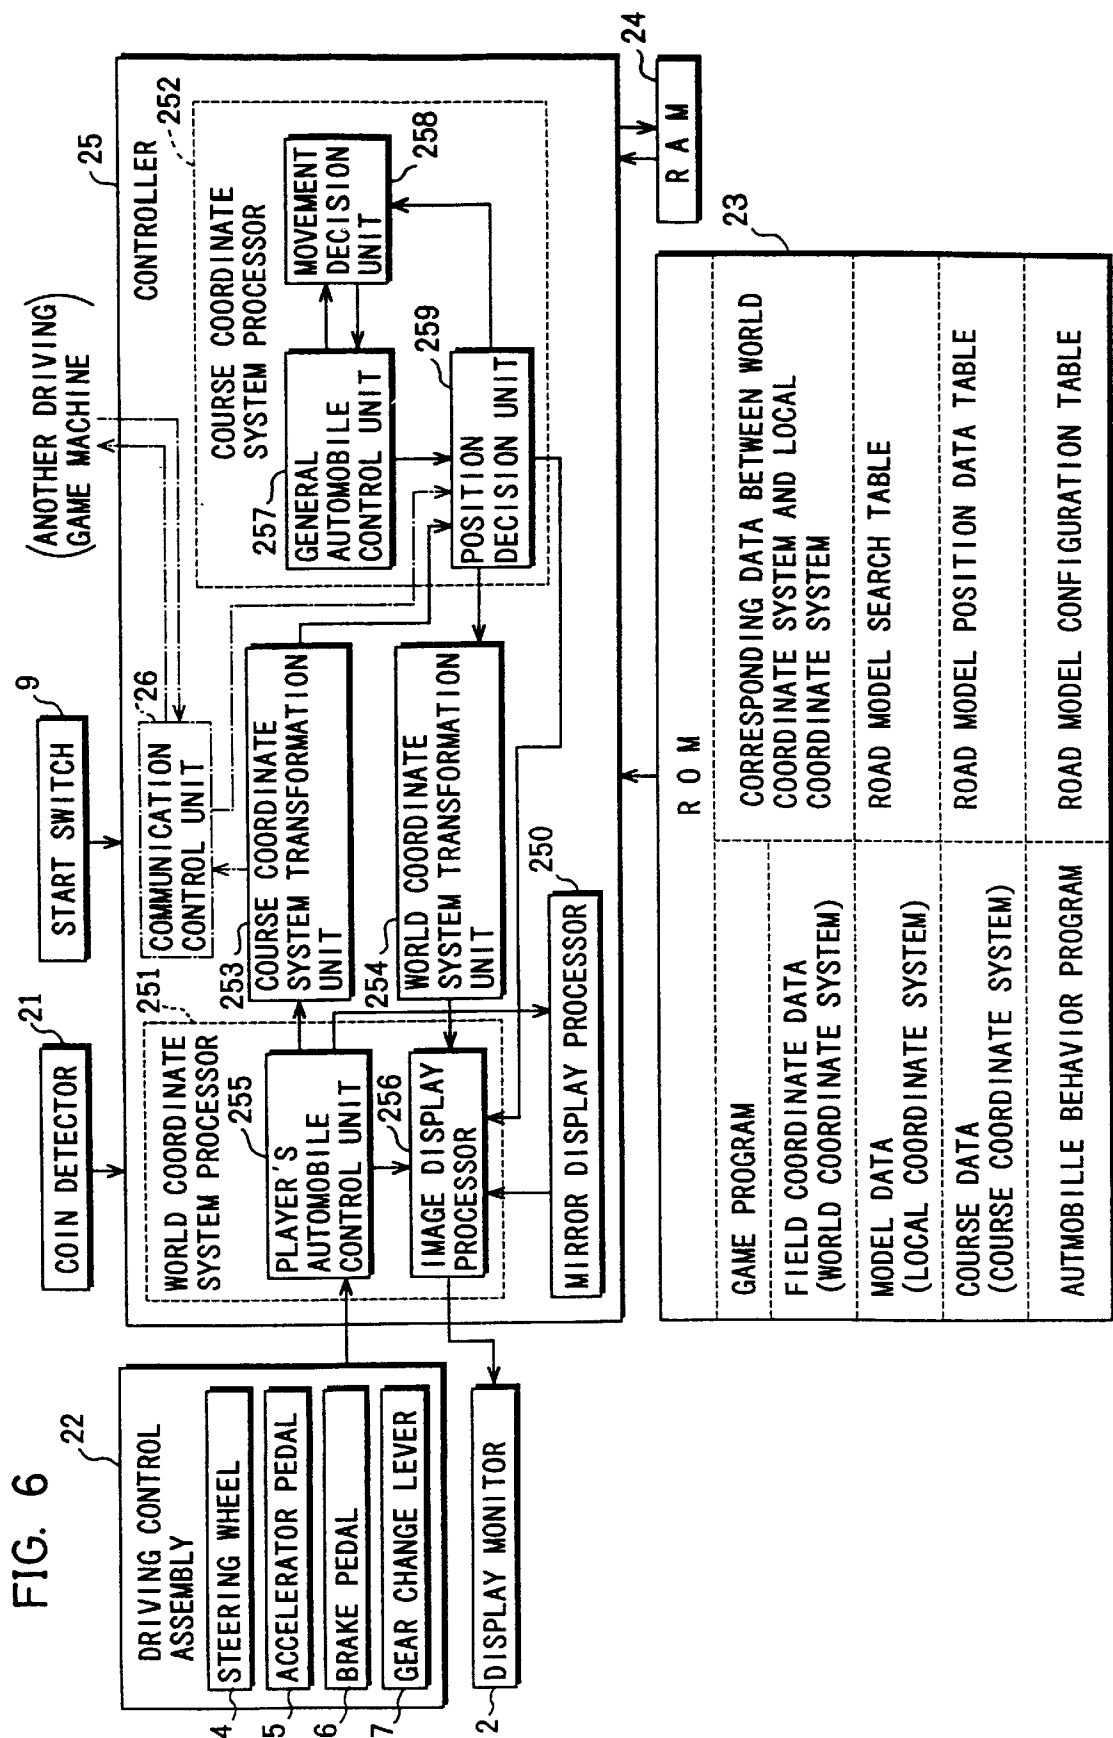 FIG. 6
22
DRIVING CONTROL
ASSEMBLY
STEERING WHEEL
4
ACCELERATOR PEDAL
5
BRAKE PEDAL
6
GEAR CHANGE LEVER
7
DISPLAY MONITOR
2
COIN DETECTOR
21
START SWITCH
9
(ANOTHER DRIVING
GAME MACHINE)
25
CONTROLLER
251
WORLD COORDINATE
SYSTEM PROCESSOR
255
PLAYER'S
AUTOMOBILE
CONTROL UNIT
256
IMAGE DISPLAY
PROCESSOR
26
COMMUNICATION
CONTROL UNIT
253
COURSE COORDINATE
SYSTEM TRANSFORMATION
UNIT
254
WORLD COORDINATE
SYSTEM TRANSFORMATION
UNIT
250
MIRROR DISPLAY PROCESSOR
252
COURSE COORDINATE
SYSTEM PROCESSOR
257
GENERAL
AUTOMOBILE
CONTROL UNIT
258
MOVEMENT
DECISION
UNIT
259
POSITION
DECISION UNIT
24
RAM
23
ROM
GAME PROGRAM
FIELD COORDINATE DATA
(WORLD COORDINATE SYSTEM)
CORRESPONDING DATA BETWEEN WORLD
COORDINATE SYSTEM AND LOCAL
COORDINATE SYSTEM
MODEL DATA
(LOCAL COORDINATE SYSTEM)
ROAD MODEL SEARCH TABLE
COURSE DATA
(COURSE COORDINATE SYSTEM)
ROAD MODEL POSITION DATA TABLE
AUTMOBILLE BEHAVIOR PROGRAM
ROAD MODEL CONFIGURATION TABLE